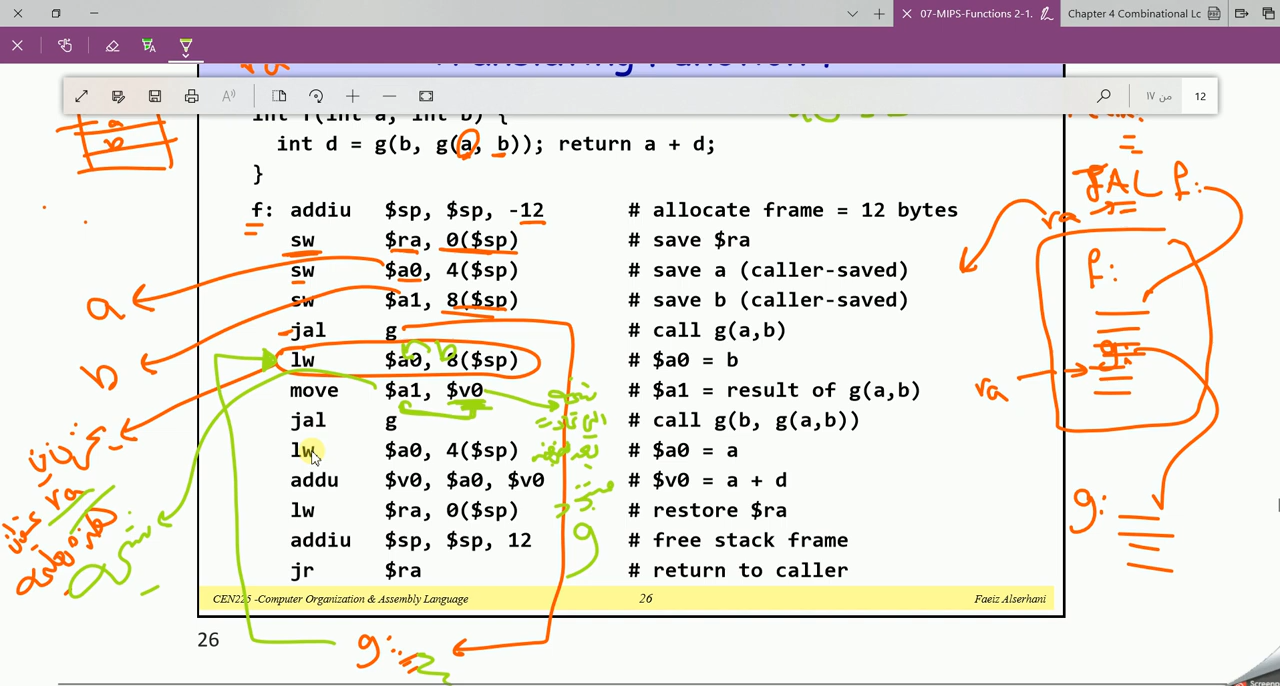 07-MIPS-Functions 2-1.
Chapter 4 Combinational Lc
12
من ١٧
int f(int a, int b) {
int d = g(b, g(a, b)); return a + d;
}
f: addiu $sp, $sp, -12 # allocate frame = 12 bytes
sw $ra, 0($sp) # save $ra
sw $a0, 4($sp) # save a (caller-saved)
sw $a1, 8($sp) # save b (caller-saved)
jal g # call g(a,b)
lw $a0, 8($sp) # $a0 = b
move $a1, $v0 # $a1 = result of g(a,b)
jal g # call g(b, g(a,b))
lw $a0, 4($sp) # $a0 = a
addu $v0, $a0, $v0 # $v0 = a + d
lw $ra, 0($sp) # restore $ra
addiu $sp, $sp, 12 # free stack frame
jr $ra # return to caller
CEN225 -Computer Organization & Assembly Language 26 Faeiz Alserhani
26
a
b
b
ra
g
g:
JAL f:
ra
f:
ra
g: